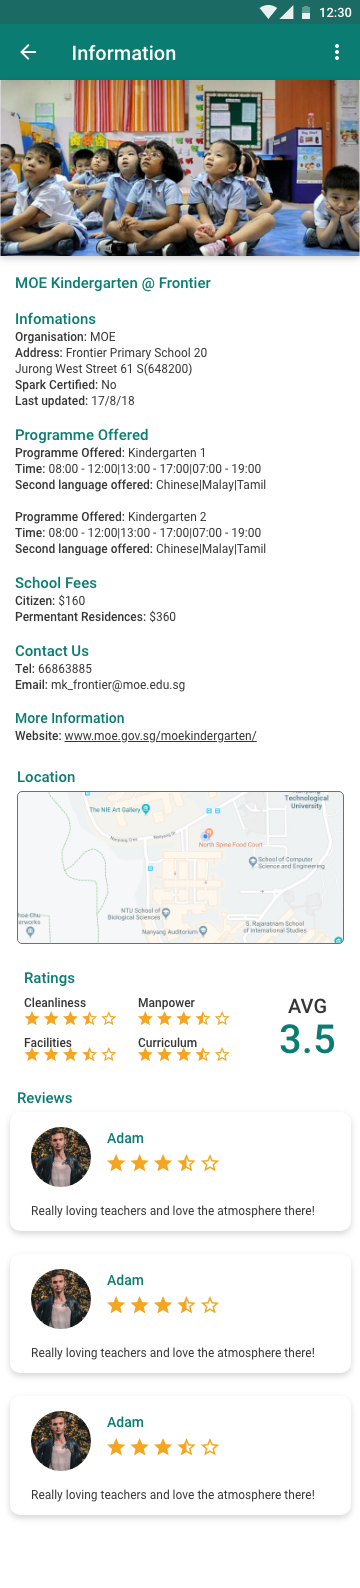 12:30
Information
MOE Kindergarten @ Frontier
Infomations
Organisation: MOE
Address: Frontier Primary School 20
Jurong West Street 61 S(648200)
Spark Certified: No
Last updated: 17/8/18
Programme Offered
Programme Offered: Kindergarten 1
Time: 08:00 - 12:00|13:00 - 17:00|07:00 - 19:00
Second language offered: Chinese|Malay|Tamil
Programme Offered: Kindergarten 2
Time: 08:00 - 12:00|13:00 - 17:00|07:00 - 19:00
Second language offered: Chinese|Malay|Tamil
School Fees
Citizen: $160
Permentant Residences: $360
Contact Us
Tel: 66863885
Email: mk_frontier@moe.edu.sg
More Information
Website: www.moe.gov.sg/moekindergarten/
Location
Technological
University
The NIE Art Gallery
North Spine Food Court
School of Computer
Science and Engineering
NTU School of
Biological Sciences
Nanyang Auditorium
S. Rajaratnam School
of International Studies
Ratings
Cleanliness
Manpower
Facilities
Curriculum
AVG
3.5
Reviews
Adam
Really loving teachers and love the atmosphere there!
Adam
Really loving teachers and love the atmosphere there!
Adam
Really loving teachers and love the atmosphere there!